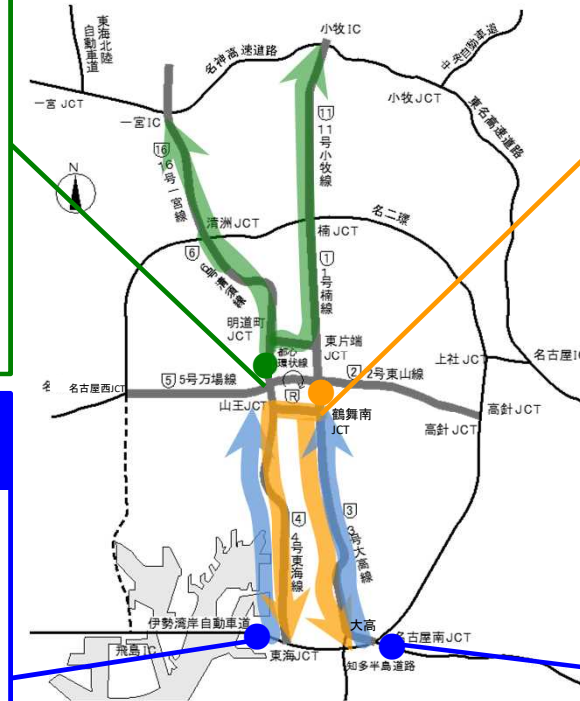 小牧IC
東海北陸
自動車道
名神高速道路
中央自動車道
一宮JCT
小牧JCT
東名高速道路
一宮IC
11
11号小牧線
16
16号一宮線
N
名二環
清洲JCT
楠JCT
6
6号清須線
1
1号楠線
明道町
JCT
都心
環状線
東片端
JCT
上社JCT
名古屋IC
名
名古屋西JCT
5
5号万場線
2
2号東山線
R
山王JCT
鶴舞南
JCT
高針JCT
高針JCT
3
3号大高線
4
4号東海線
伊勢湾岸自動車道
大高
名古屋南JCT
飛島IC
東海JCT
知多半島道路